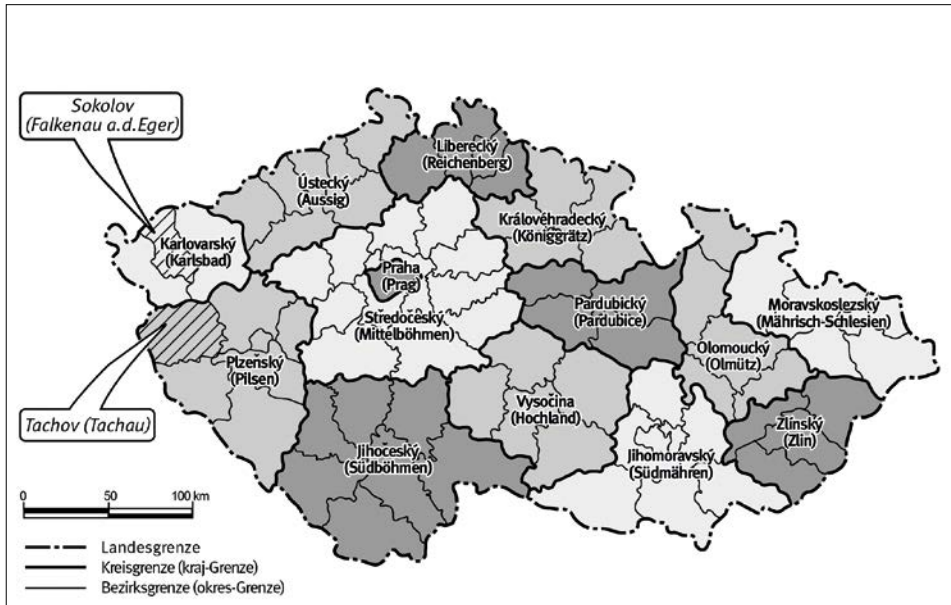 Sokolov
(Falkenau a.d.Eger)
Liberecký
(Reichenberg)
Ústecký
(Aussig)
Královéhradecký
(Königgrätz)
Karlovarský
(Karlsbad)
Praha
(Prag)
Pardubický
(Pardubice)
Moravskoslezský
(Mährisch-Schlesien)
Středočeský
(Mittelböhmen)
Olomoucký
(Olmütz)
Plzeňský
(Pilsen)
Tachov (Tachau)
Vysočina
(Hochland)
Zlínský
(Zlin)
Jihočeský
(Südböhmen)
Jihomoravský
(Südmähren)
0 50 100 km
Landesgrenze
Kreisgrenze (kraj-Grenze)
Bezirksgrenze (okres-Grenze)